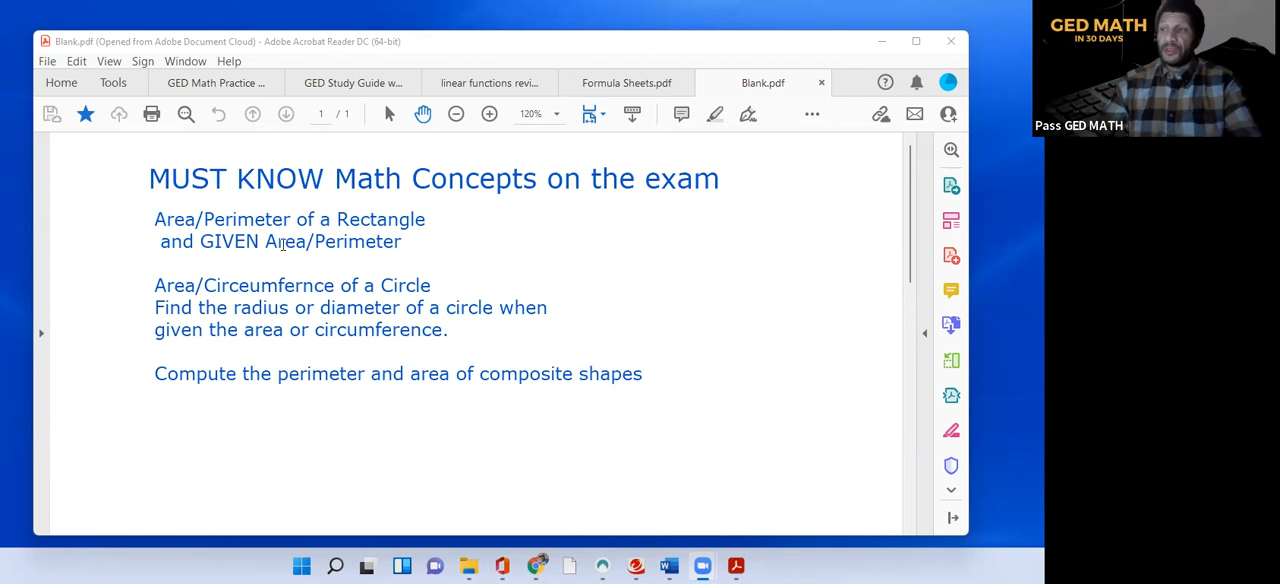 GED MATH
IN 30 DAYS
Pass GED MATH
Blank.pdf (Opened from Adobe Document Cloud) - Adobe Acrobat Reader DC (64-bit)
File Edit View Sign Window Help
Home Tools GED Math Practice ... GED Study Guide w... linear functions revi... Formula Sheets.pdf Blank.pdf
1 / 1 120%
MUST KNOW Math Concepts on the exam
Area/Perimeter of a Rectangle
and GIVEN Area/Perimeter
Area/Circeumfernce of a Circle
Find the radius or diameter of a circle when
given the area or circumference.
Compute the perimeter and area of composite shapes